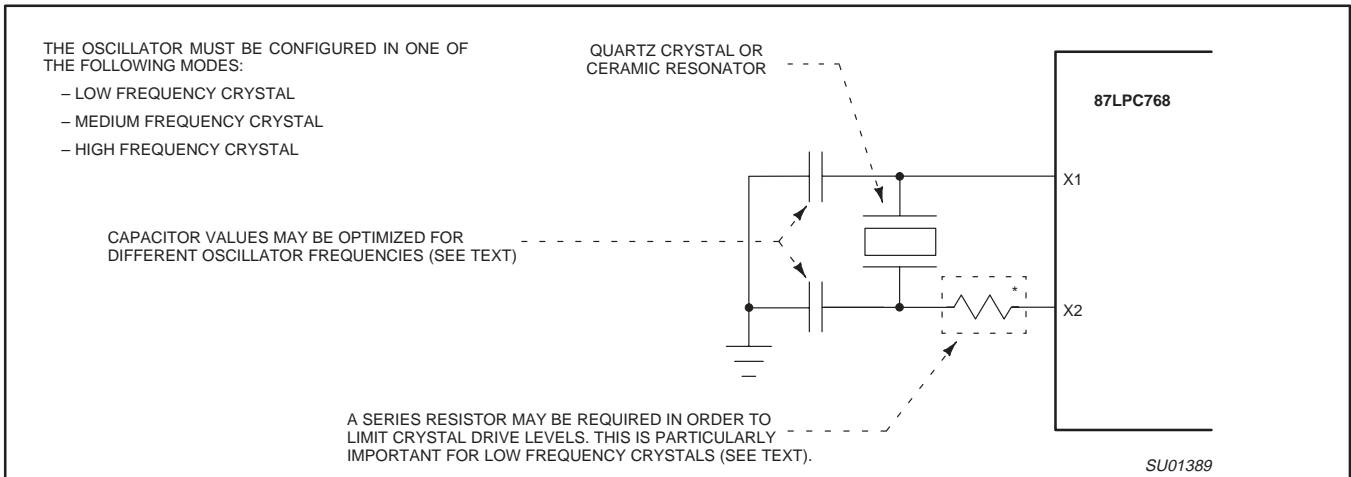 THE OSCILLATOR MUST BE CONFIGURED IN ONE OF
THE FOLLOWING MODES:
– LOW FREQUENCY CRYSTAL
– MEDIUM FREQUENCY CRYSTAL
– HIGH FREQUENCY CRYSTAL
QUARTZ CRYSTAL OR
CERAMIC RESONATOR
87LPC768
X1
CAPACITOR VALUES MAY BE OPTIMIZED FOR
DIFFERENT OSCILLATOR FREQUENCIES (SEE TEXT)
*
X2
A SERIES RESISTOR MAY BE REQUIRED IN ORDER TO
LIMIT CRYSTAL DRIVE LEVELS. THIS IS PARTICULARLY
IMPORTANT FOR LOW FREQUENCY CRYSTALS (SEE TEXT).
SU01389